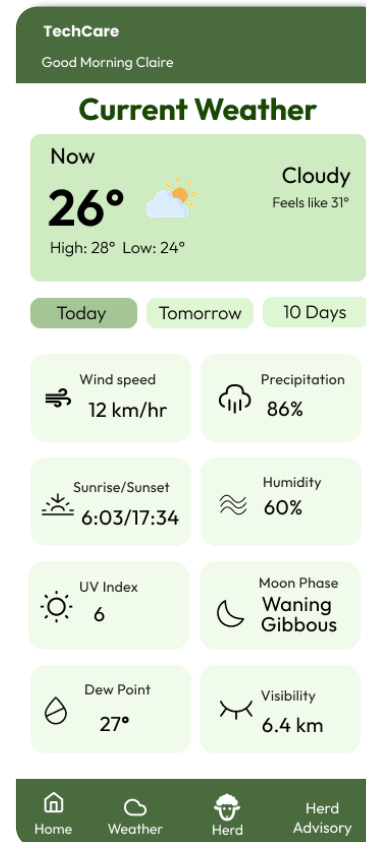 TechCare
Good Morning Claire
Current Weather
Now
26°
High: 28° Low: 24°
Cloudy
Feels like 31°
Today
Tomorrow
10 Days
Wind speed
12 km/hr
Precipitation
86%
Sunrise/Sunset
6:03/17:34
Humidity
60%
UV Index
6
Moon Phase
Waning
Gibbous
Dew Point
27°
Visibility
6.4 km
Home
Weather
Herd
Herd
Advisory